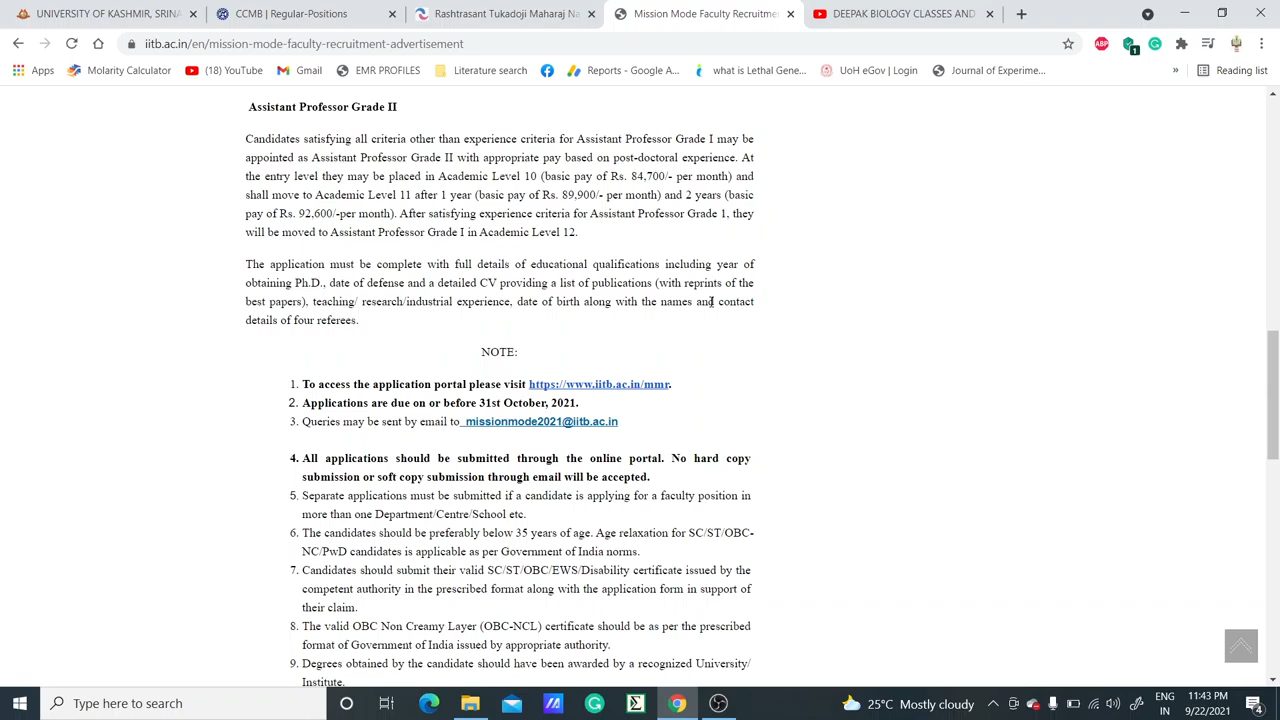 UNIVERSITY OF KASHMIR, SRINA
CCMB | Regular-Positions
Rashtrasant Tukadoji Maharaj Na
Mission Mode Faculty Recruitme
DEEPAK BIOLOGY CLASSES AND
iitb.ac.in/en/mission-mode-faculty-recruitment-advertisement
ABP
1
Apps
Molarity Calculator
(18) YouTube
Gmail
EMR PROFILES
Literature search
Reports - Google A...
what is Lethal Gene...
UoH eGov | Login
Journal of Experime...
»
Reading list
Assistant Professor Grade II
Candidates satisfying all criteria other than experience criteria for Assistant Professor Grade I may be
appointed as Assistant Professor Grade II with appropriate pay based on post-doctoral experience. At
the entry level they may be placed in Academic Level 10 (basic pay of Rs. 84,700/- per month) and
shall move to Academic Level 11 after 1 year (basic pay of Rs. 89,900/- per month) and 2 years (basic
pay of Rs. 92,600/-per month). After satisfying experience criteria for Assistant Professor Grade 1, they
will be moved to Assistant Professor Grade I in Academic Level 12.
The application must be complete with full details of educational qualifications including year of
obtaining Ph.D., date of defense and a detailed CV providing a list of publications (with reprints of the
best papers), teaching/ research/industrial experience, date of birth along with the names and contact
details of four referees.
NOTE:
1. To access the application portal please visit https://www.iitb.ac.in/mmr.
2. Applications are due on or before 31st October, 2021.
3. Queries may be sent by email to missionmode2021@iitb.ac.in
4. All applications should be submitted through the online portal. No hard copy
submission or soft copy submission through email will be accepted.
5. Separate applications must be submitted if a candidate is applying for a faculty position in
more than one Department/Centre/School etc.
6. The candidates should be preferably below 35 years of age. Age relaxation for SC/ST/OBC-
NC/PwD candidates is applicable as per Government of India norms.
7. Candidates should submit their valid SC/ST/OBC/EWS/Disability certificate issued by the
competent authority in the prescribed format along with the application form in support of
their claim.
8. The valid OBC Non Creamy Layer (OBC-NCL) certificate should be as per the prescribed
format of Government of India issued by appropriate authority.
9. Degrees obtained by the candidate should have been awarded by a recognized University/
Institute.
Type here to search
25°C Mostly cloudy
ENG
IN
11:43 PM
9/22/2021
4